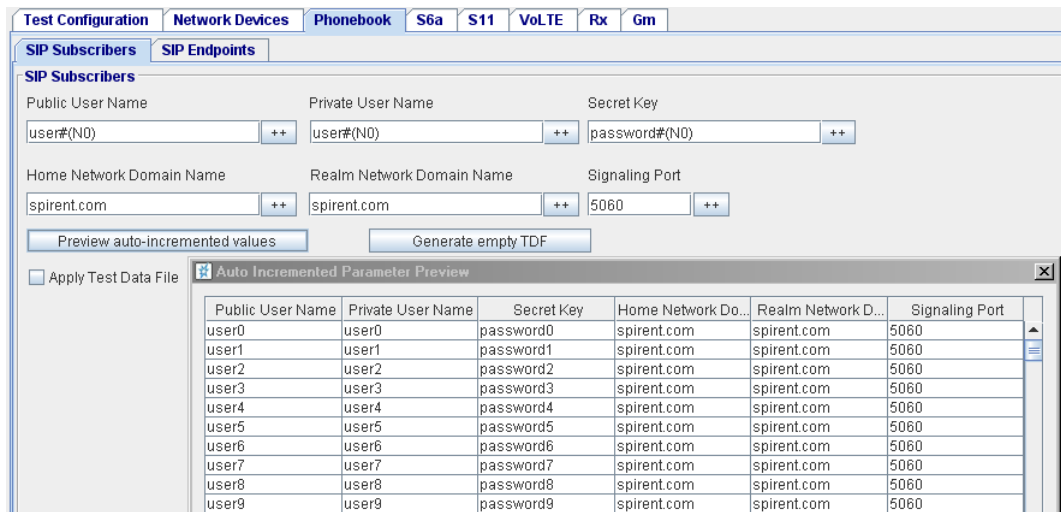 Test Configuration Network Devices Phonebook S6a S11 VoLTE Rx Gm
SIP Subscribers SIP Endpoints
SIP Subscribers
Public User Name Private User Name Secret Key
user#(N0) ++ user#(N0) ++ password#(N0) ++
Home Network Domain Name Realm Network Domain Name Signaling Port
spirent.com ++ spirent.com ++ 5060 ++
Preview auto-incremented values Generate empty TDF
Apply Test Data File
Auto Incremented Parameter Preview
Public User Name Private User Name Secret Key Home Network Do... Realm Network D... Signaling Port
user0 user0 password0 spirent.com spirent.com 5060
user1 user1 password1 spirent.com spirent.com 5060
user2 user2 password2 spirent.com spirent.com 5060
user3 user3 password3 spirent.com spirent.com 5060
user4 user4 password4 spirent.com spirent.com 5060
user5 user5 password5 spirent.com spirent.com 5060
user6 user6 password6 spirent.com spirent.com 5060
user7 user7 password7 spirent.com spirent.com 5060
user8 user8 password8 spirent.com spirent.com 5060
user9 user9 password9 spirent.com spirent.com 5060